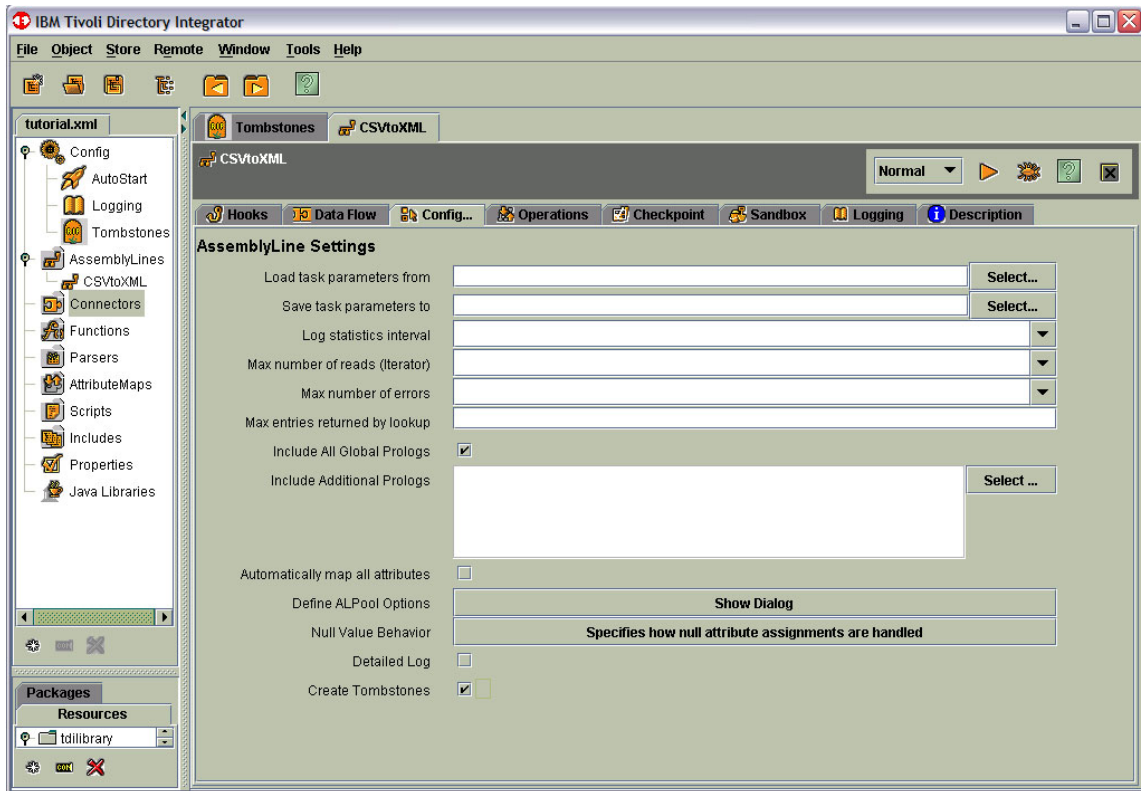 IBM Tivoli Directory Integrator
File Object Store Remote Window Tools Help
tutorial.xml
Config
AutoStart
Logging
Tombstones
AssemblyLines
CSVtoXML
Connectors
Functions
Parsers
AttributeMaps
Scripts
Includes
Properties
Java Libraries
Packages
Resources
tdilibrary
Tombstones CSVtoXML
CSVtoXML
Normal
Hooks Data Flow Config... Operations Checkpoint Sandbox Logging Description
AssemblyLine Settings
Load task parameters from Select...
Save task parameters to Select...
Log statistics interval
Max number of reads (Iterator)
Max number of errors
Max entries returned by lookup
Include All Global Prologs
Include Additional Prologs Select ...
Automatically map all attributes
Define ALPool Options Show Dialog
Null Value Behavior Specifies how null attribute assignments are handled
Detailed Log
Create Tombstones